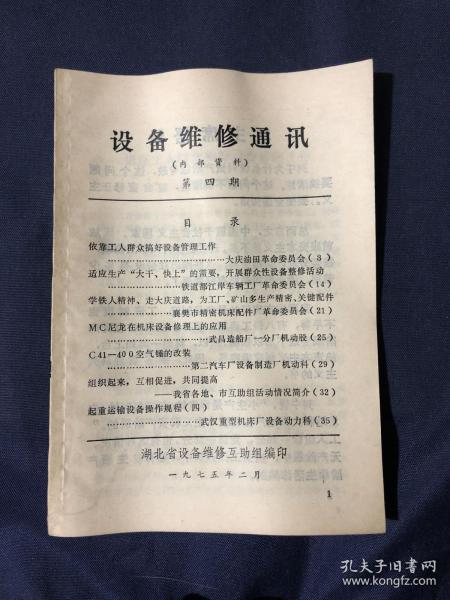 设备维修通讯
(内部资料)
第四期
目录
依靠工人群众搞好设备管理工作
……………………………大庆油田革命委员会(3)
适应生产“大干、快上”的需要，开展群众性设备整修活动
………………………铁道部江岸车辆工厂革命委员会(14)
学铁人精神、走大庆道路，为工厂、矿山多生产精密、关键配件
………………襄樊市精密机床配件厂革命委员会(21)
MC尼龙在机床设备修理上的应用
……………………………武昌造船厂一分厂机动股(25)
C41—400空气锤的改装
………………………第二汽车厂设备制造厂机动科(29)
组织起来，互相促进，共同提高
——我省各地、市互助组活动情况简介(32)
起重运输设备操作规程(四)
………………………武汉重型机床厂设备动力科(35)
湖北省设备维修互助组编印
一九七五年二月
1
孔夫子旧书网
www.kongfz.com